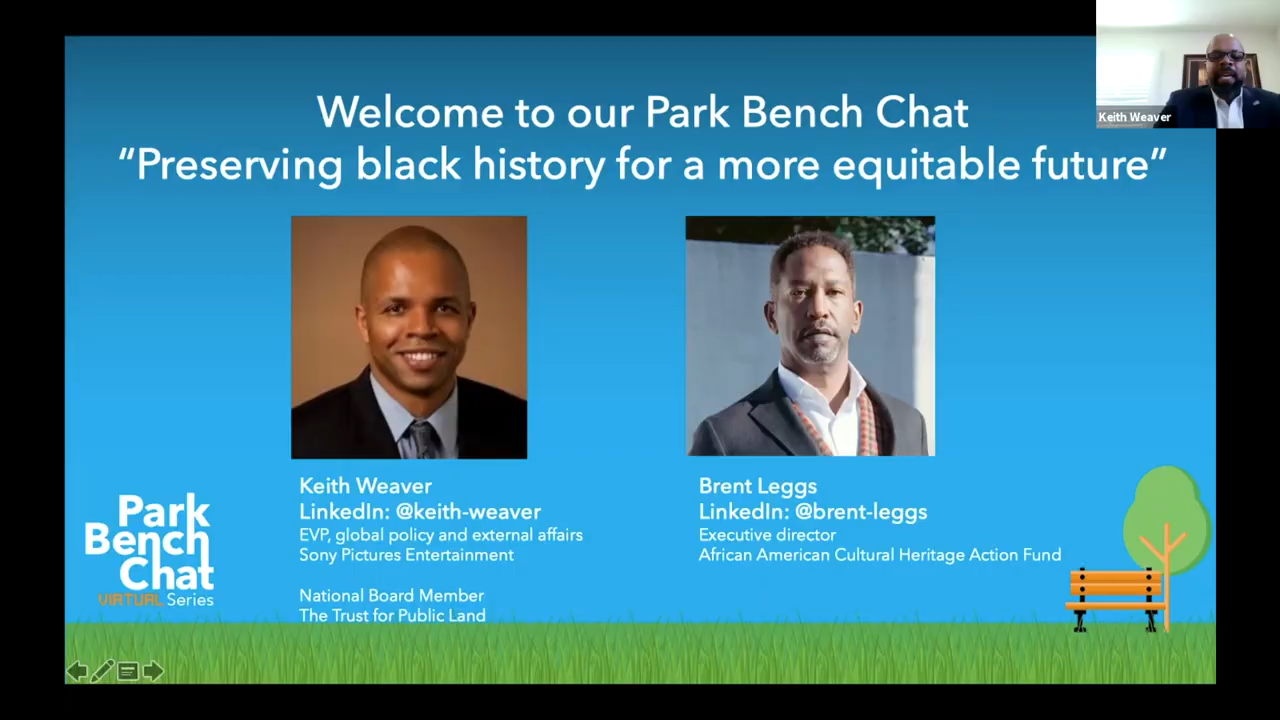 Welcome to our Park Bench Chat
“Preserving black history for a more equitable future”
Keith Weaver
Keith Weaver
LinkedIn: @keith-weaver
EVP, global policy and external affairs
Sony Pictures Entertainment
National Board Member
The Trust for Public Land
Brent Leggs
LinkedIn: @brent-leggs
Executive director
African American Cultural Heritage Action Fund
Park
Bench
Chat
VIRTUAL Series